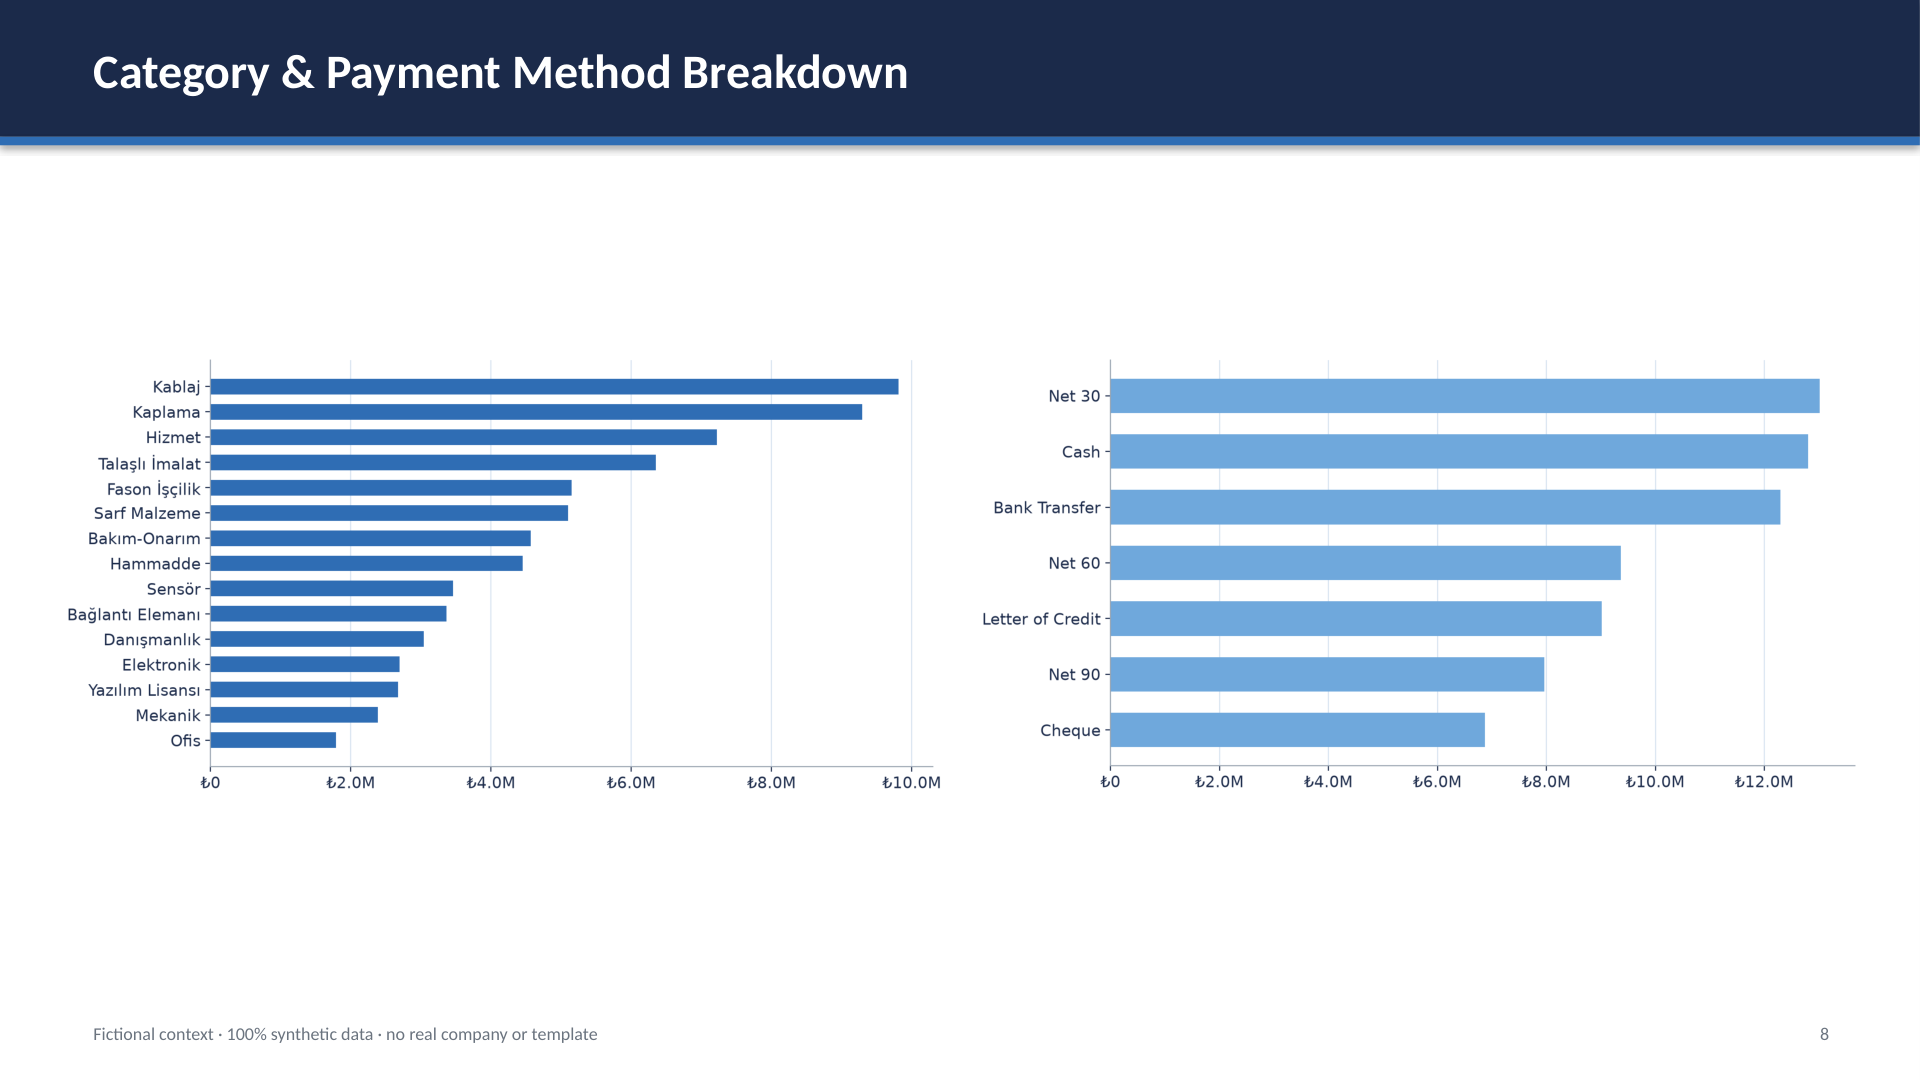 Category & Payment Method Breakdown
Kablaj
Kaplama
Hizmet
Talaşlı İmalat
Fason İşçilik
Sarf Malzeme
Bakım-Onarım
Hammadde
Sensör
Bağlantı Elemanı
Danışmanlık
Elektronik
Yazılım Lisansı
Mekanik
Ofis
₺0 ₺2.0M ₺4.0M ₺6.0M ₺8.0M ₺10.0M
Net 30
Cash
Bank Transfer
Net 60
Letter of Credit
Net 90
Cheque
₺0 ₺2.0M ₺4.0M ₺6.0M ₺8.0M ₺10.0M ₺12.0M
Fictional context · 100% synthetic data · no real company or template
8